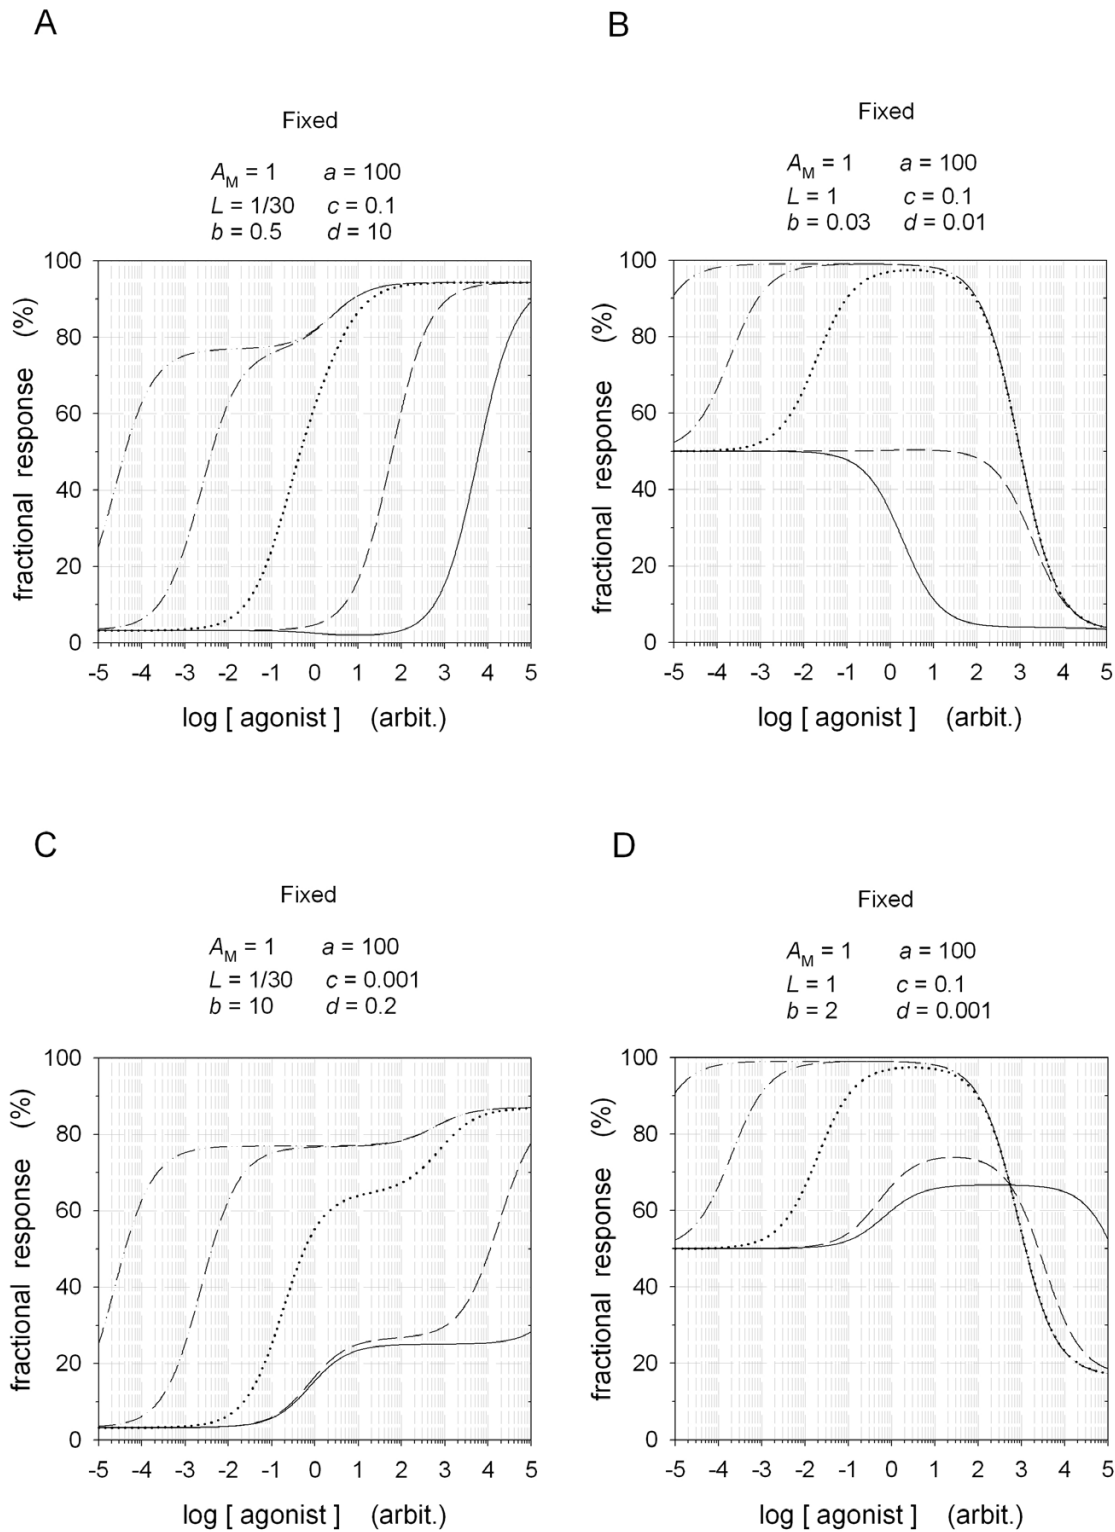 A
Fixed
A_M = 1 a = 100
L = 1/30 c = 0.1
b = 0.5 d = 10
100
80
60
40
20
0
fractional response (%)
-5 -4 -3 -2 -1 0 1 2 3 4 5
log [ agonist ] (arbit.)
B
Fixed
A_M = 1 a = 100
L = 1 c = 0.1
b = 0.03 d = 0.01
100
80
60
40
20
0
fractional response (%)
-5 -4 -3 -2 -1 0 1 2 3 4 5
log [ agonist ] (arbit.)
C
Fixed
A_M = 1 a = 100
L = 1/30 c = 0.001
b = 10 d = 0.2
100
80
60
40
20
0
fractional response (%)
-5 -4 -3 -2 -1 0 1 2 3 4 5
log [ agonist ] (arbit.)
D
Fixed
A_M = 1 a = 100
L = 1 c = 0.1
b = 2 d = 0.001
100
80
60
40
20
0
fractional response (%)
-5 -4 -3 -2 -1 0 1 2 3 4 5
log [ agonist ] (arbit.)